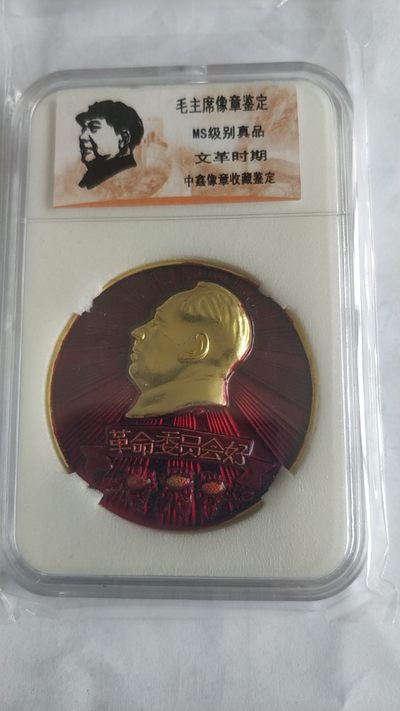 毛主席像章鉴定
MS级别真品
文革时期
中鑫像章收藏鉴定
革命委员会好